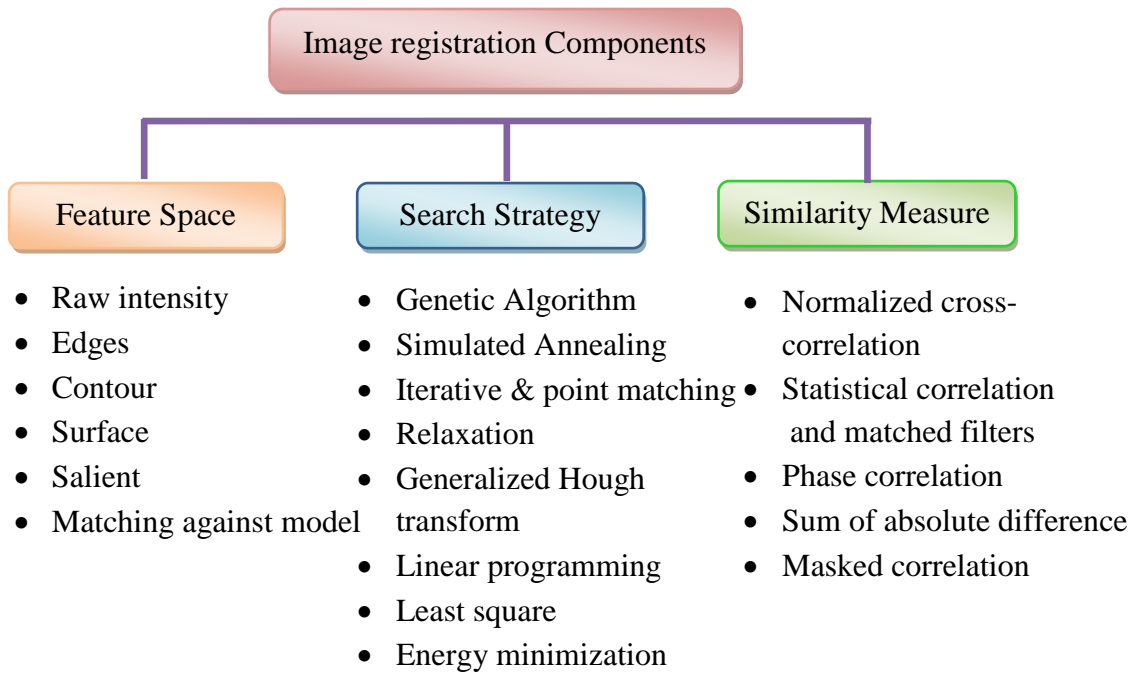 Image registration Components
Feature Space
• Raw intensity
• Edges
• Contour
• Surface
• Salient
• Matching against model
Search Strategy
• Genetic Algorithm
• Simulated Annealing
• Iterative & point matching
• Relaxation
• Generalized Hough
transform
• Linear programming
• Least square
• Energy minimization
Similarity Measure
• Normalized cross-
correlation
• Statistical correlation
and matched filters
• Phase correlation
• Sum of absolute difference
• Masked correlation